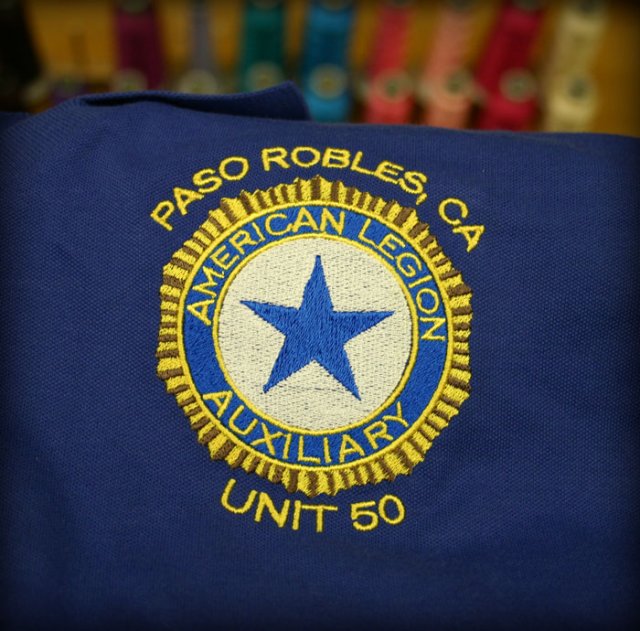 PASO ROBLES, CA
AMERICAN LEGION
AUXILIARY
UNIT 50